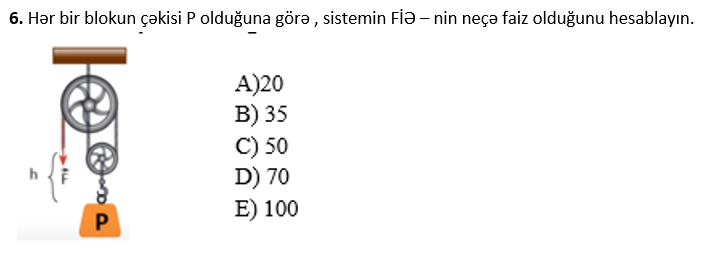 6. Hər bir blokun çəkisi P olduğuna görə , sistemin FİƏ – nin neçə faiz olduğunu hesablayın.
A)20
B) 35
C) 50
D) 70
E) 100
h
F
P